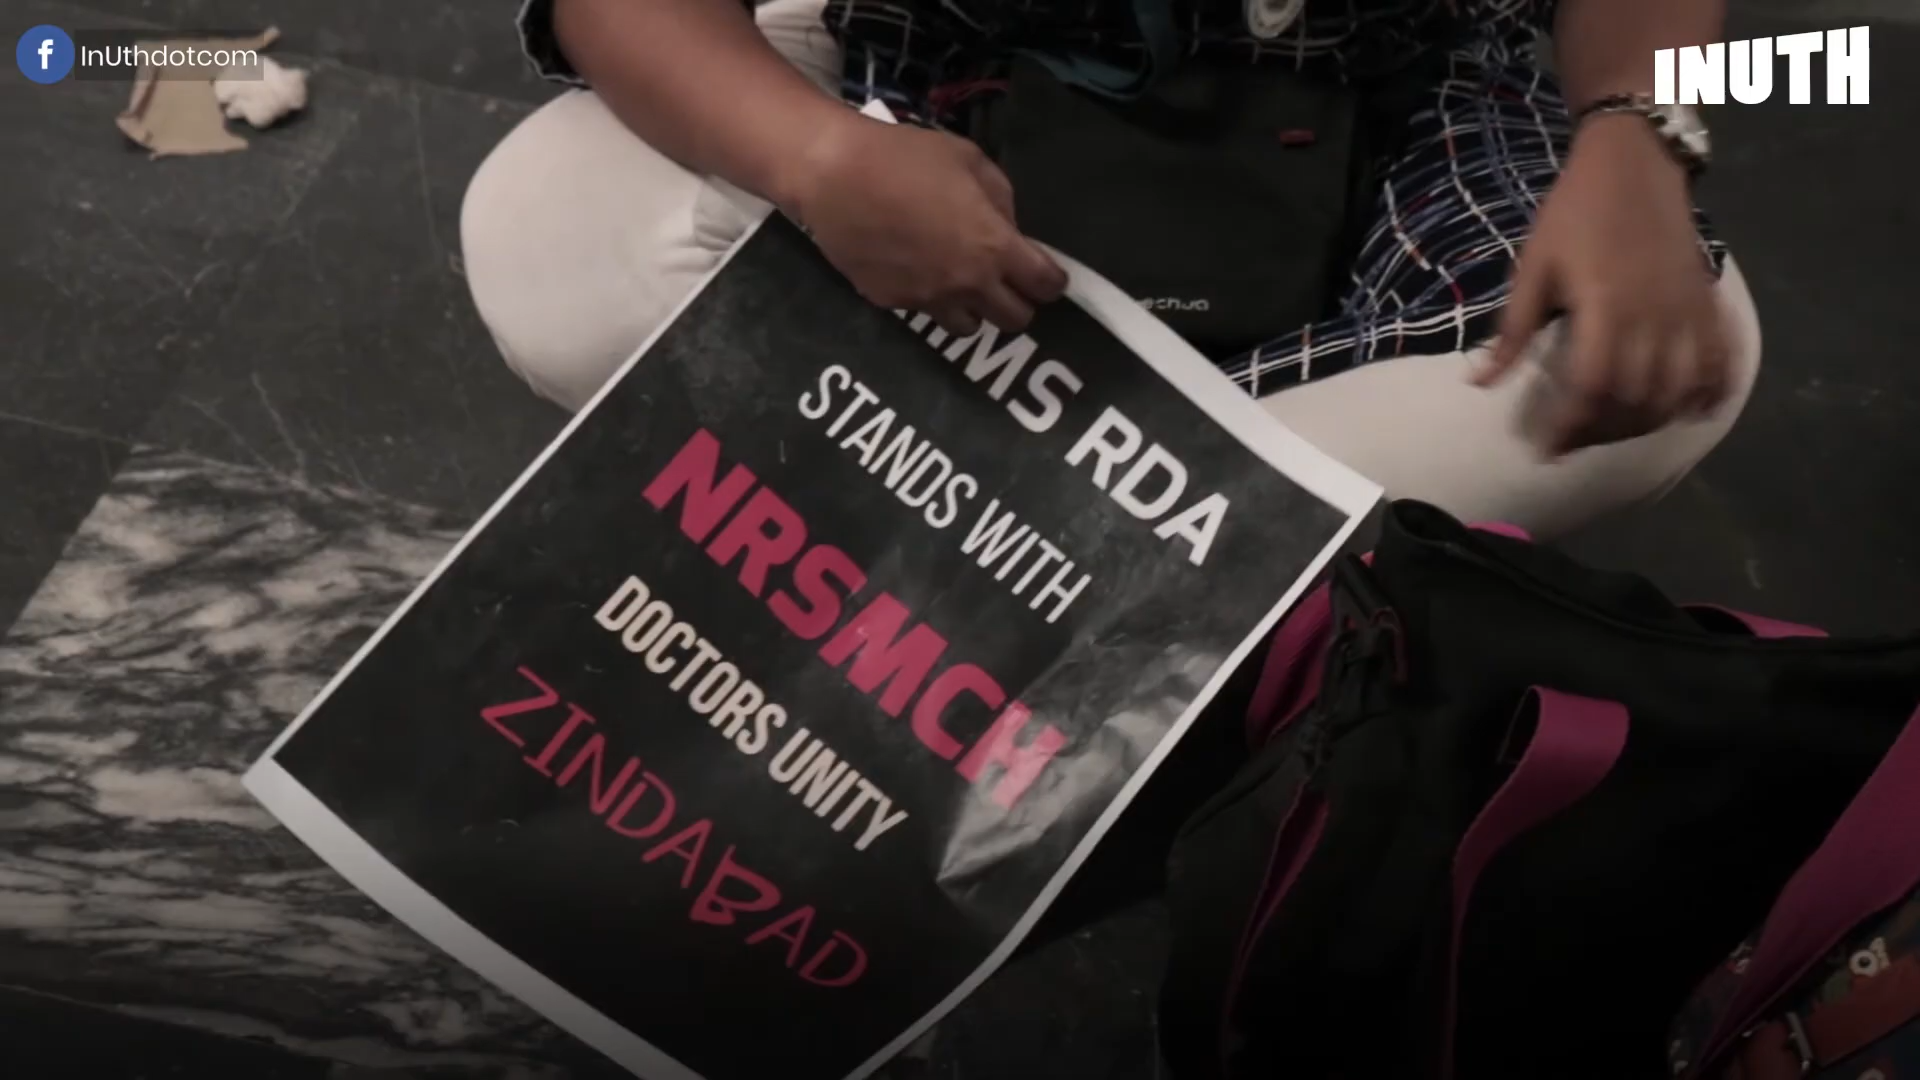 InUthdotcom
INUTH
RDA
STANDS WITH
NRSMCH
DOCTORS UNITY
ZINDABAD